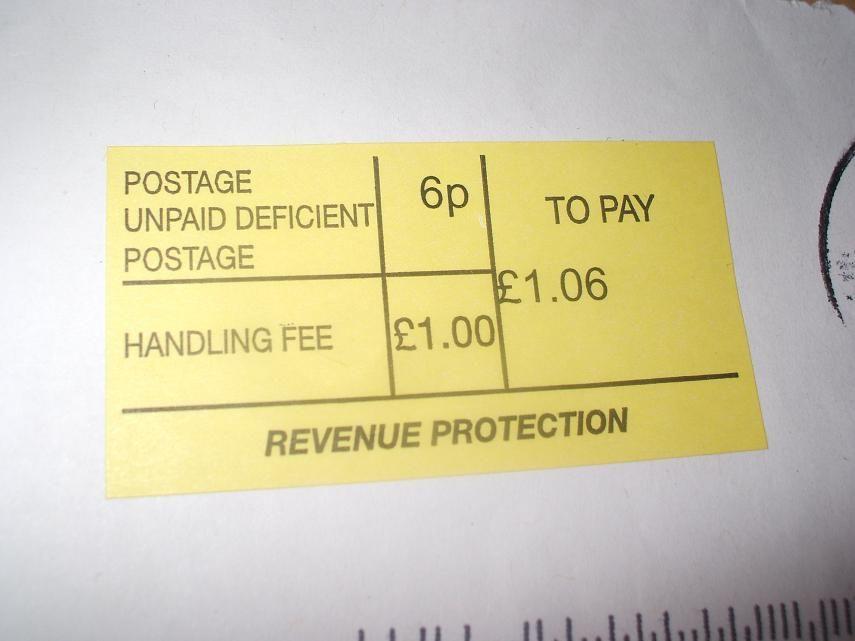 POSTAGE
UNPAID DEFICIENT
POSTAGE
6p
HANDLING FEE
£1.00
TO PAY
£1.06
REVENUE PROTECTION